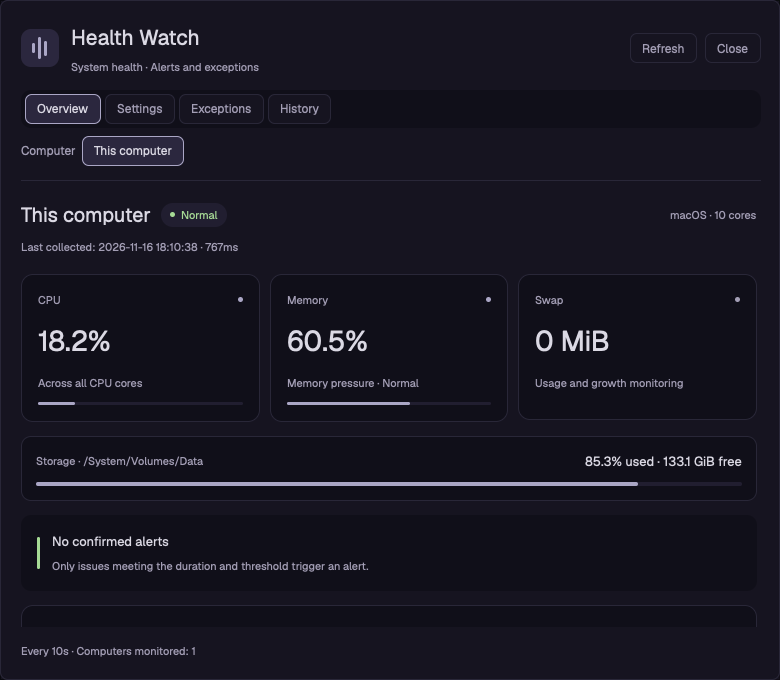 Health Watch
System health · Alerts and exceptions
Refresh
Close
Overview
Settings
Exceptions
History
Computer
This computer
This computer
Normal
macOS · 10 cores
Last collected: 2026-11-16 18:10:38 · 767ms
CPU
18.2%
Across all CPU cores
Memory
60.5%
Memory pressure · Normal
Swap
0 MiB
Usage and growth monitoring
Storage · /System/Volumes/Data
85.3% used · 133.1 GiB free
No confirmed alerts
Only issues meeting the duration and threshold trigger an alert.
Every 10s · Computers monitored: 1